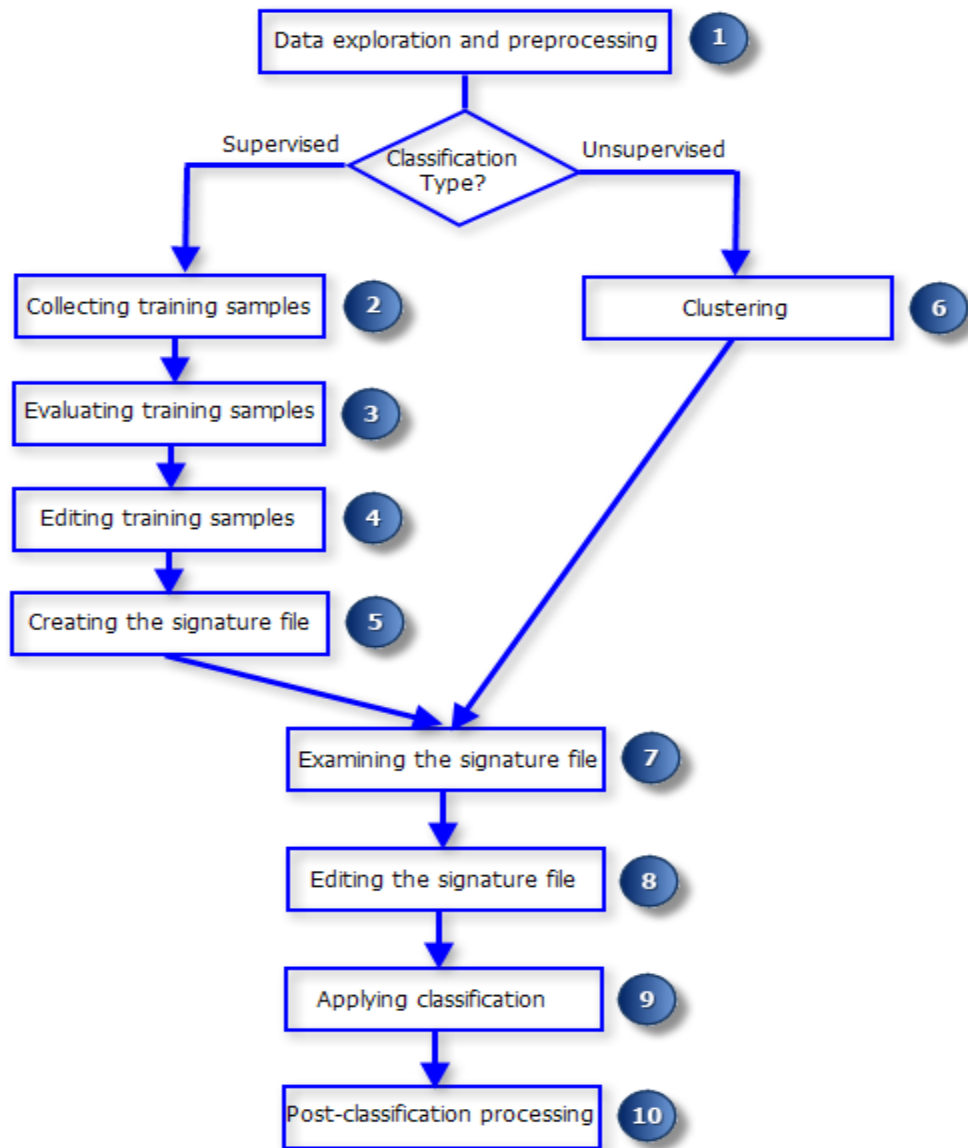 Data exploration and preprocessing
1
Supervised
Classification
Type?
Unsupervised
Collecting training samples
2
Clustering
6
Evaluating training samples
3
Editing training samples
4
Creating the signature file
5
Examining the signature file
7
Editing the signature file
8
Applying classification
9
Post-classification processing
10